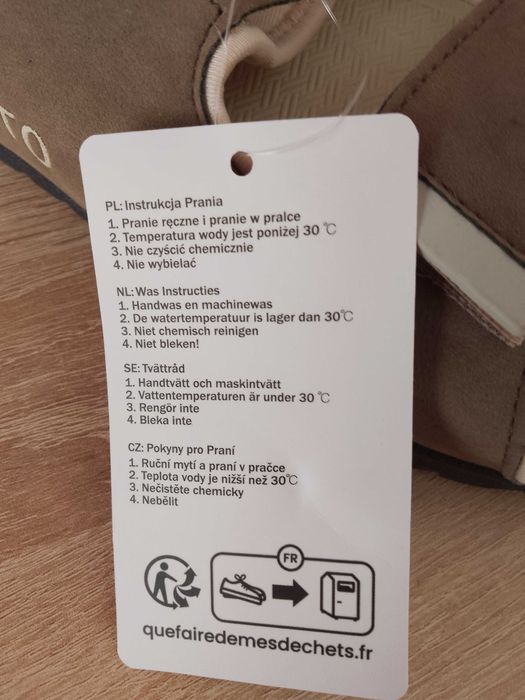 TO
PL: Instrukcja Prania
1. Pranie ręczne i pranie w pralce
2. Temperatura wody jest poniżej 30 ℃
3. Nie czyścić chemicznie
4. Nie wybielać
NL: Was Instructies
1. Handwas en machinewas
2. De watertemperatuur is lager dan 30℃
3. Niet chemisch reinigen
4. Niet bleken!
SE: Tvättråd
1. Handtvätt och maskintvätt
2. Vattentemperaturen är under 30 ℃
3. Rengör inte
4. Bleka inte
CZ: Pokyny pro Praní
1. Ruční mytí a praní v pračce
2. Teplota vody je nižší než 30℃
3. Nečistěte chemicky
4. Nebělit
FR
quefairedemesdechets.fr